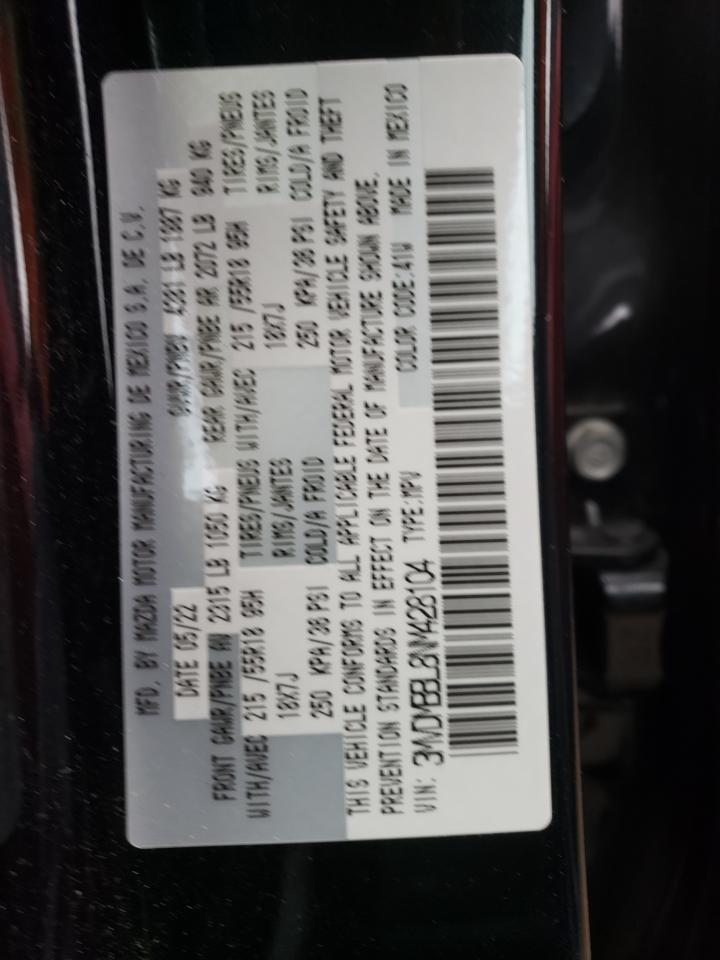 MFD. BY MAZDA MOTOR MANUFACTURING DE MEXICO S.A. DE C.V.
DATE 05/22 GVWR/PNBV 4381 LB 1987 KG
FRONT GAWR/PNBE AV 2315 LB 1050 KG REAR GAWR/PNBE AR 2072 LB 940 KG
WITH/AVEC 215 /55R18 95H TIRES/PNEUS WITH/AVEC 215 /55R18 95H TIRES/PNEUS
18X7J RIMS/JANTES 18X7J RIMS/JANTES
250 KPA/36 PSI COLD/A FROID 250 KPA/36 PSI COLD/A FROID
THIS VEHICLE CONFORMS TO ALL APPLICABLE FEDERAL MOTOR VEHICLE SAFETY AND THEFT
PREVENTION STANDARDS IN EFFECT ON THE DATE OF MANUFACTURE SHOWN ABOVE.
VIN: 3MVDMBBL8NM428104 TYPE:MPV COLOR CODE:41W MADE IN MEXICO